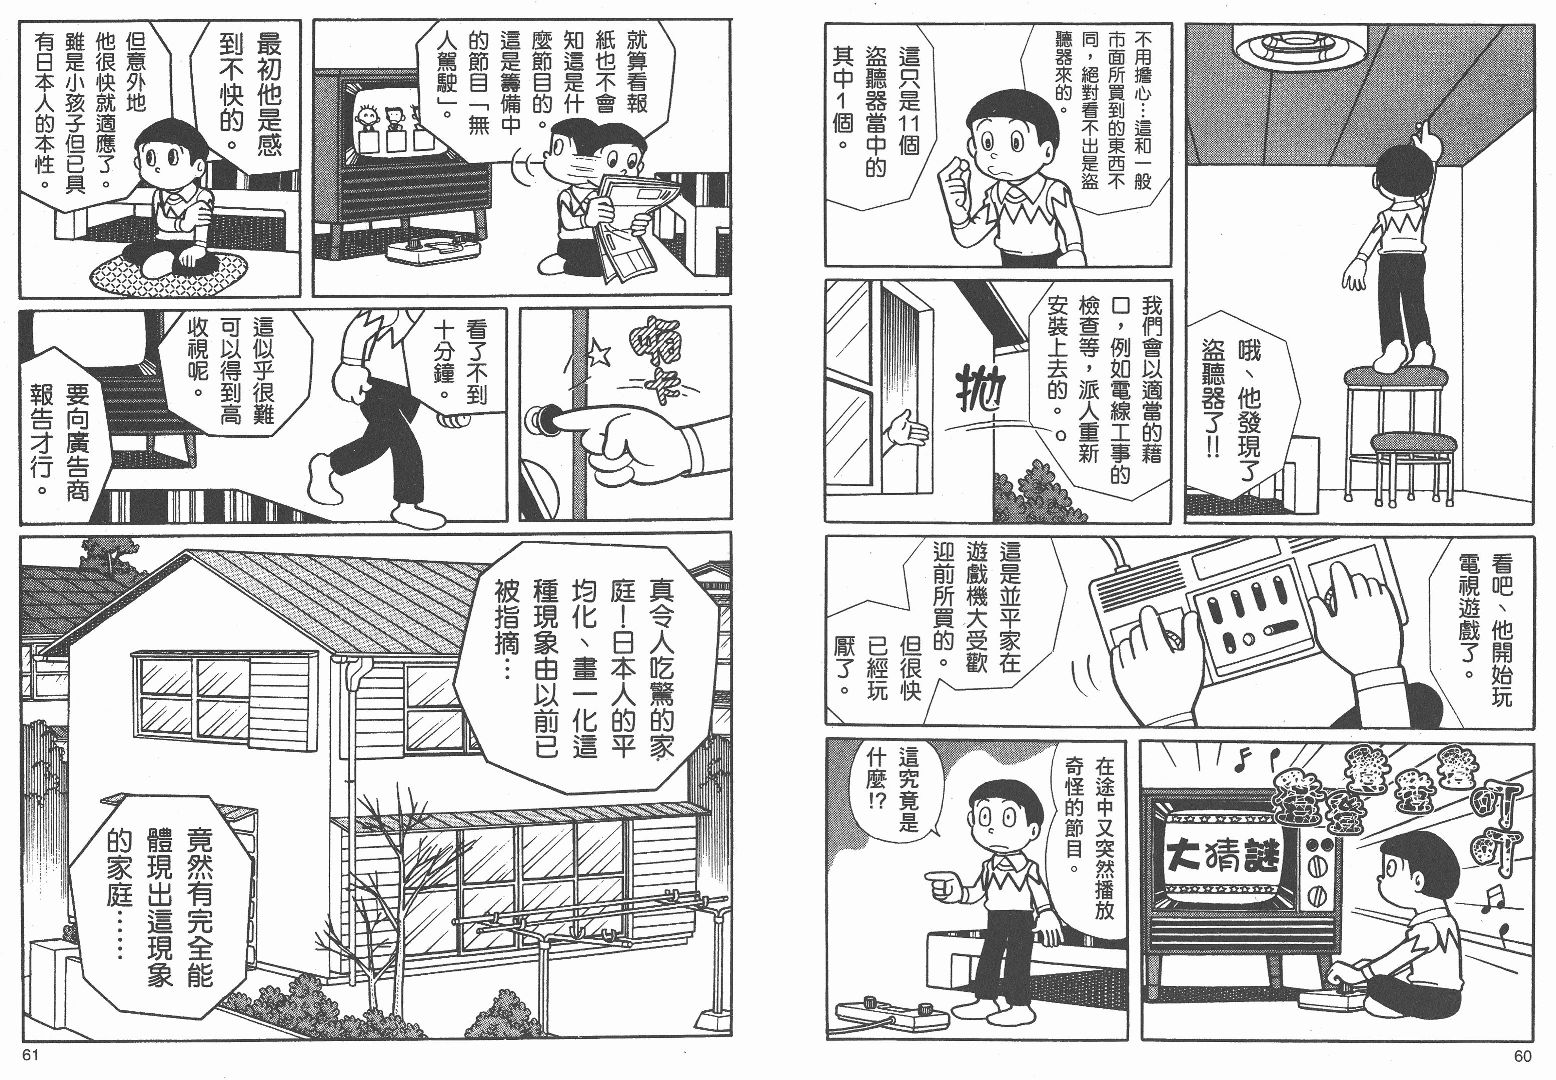 哦、他發現了
盜聽器了!!
不用擔心…這和一般
市面所買到的東西不
同，絕對看不出是盜
聽器來的。
這只是11個
盜聽器當中的
其中1個。
我們會以適當的藉
口，例如電線工事的
檢查等，派人重新
安裝上去的。
拋
看吧、他開始玩
電視遊戲了。
這是並平家在
遊戲機大受歡
迎前所買的。
但很快
已經玩
厭了。
大猜謎
叮
叮
在途中又突然播放
奇怪的節目。
這究竟是
什麼!?
60
就算看報
紙也不會
知這是什
麼節目的。
這是籌備中
的節目「無
人駕駛」。
最初他是感
到不快的。
但意外地
他很快就適應了。
雖是小孩子但已具
有日本人的本性。
啪
看了不到
十分鐘。
這似乎很難
可以得到高
收視呢。
要向廣告商
報告才行。
真令人吃驚的家
庭！日本人的平
均化、畫一化這
種現象由以前已
被指摘…
竟然有完全能
體現出這現象
的家庭……
61